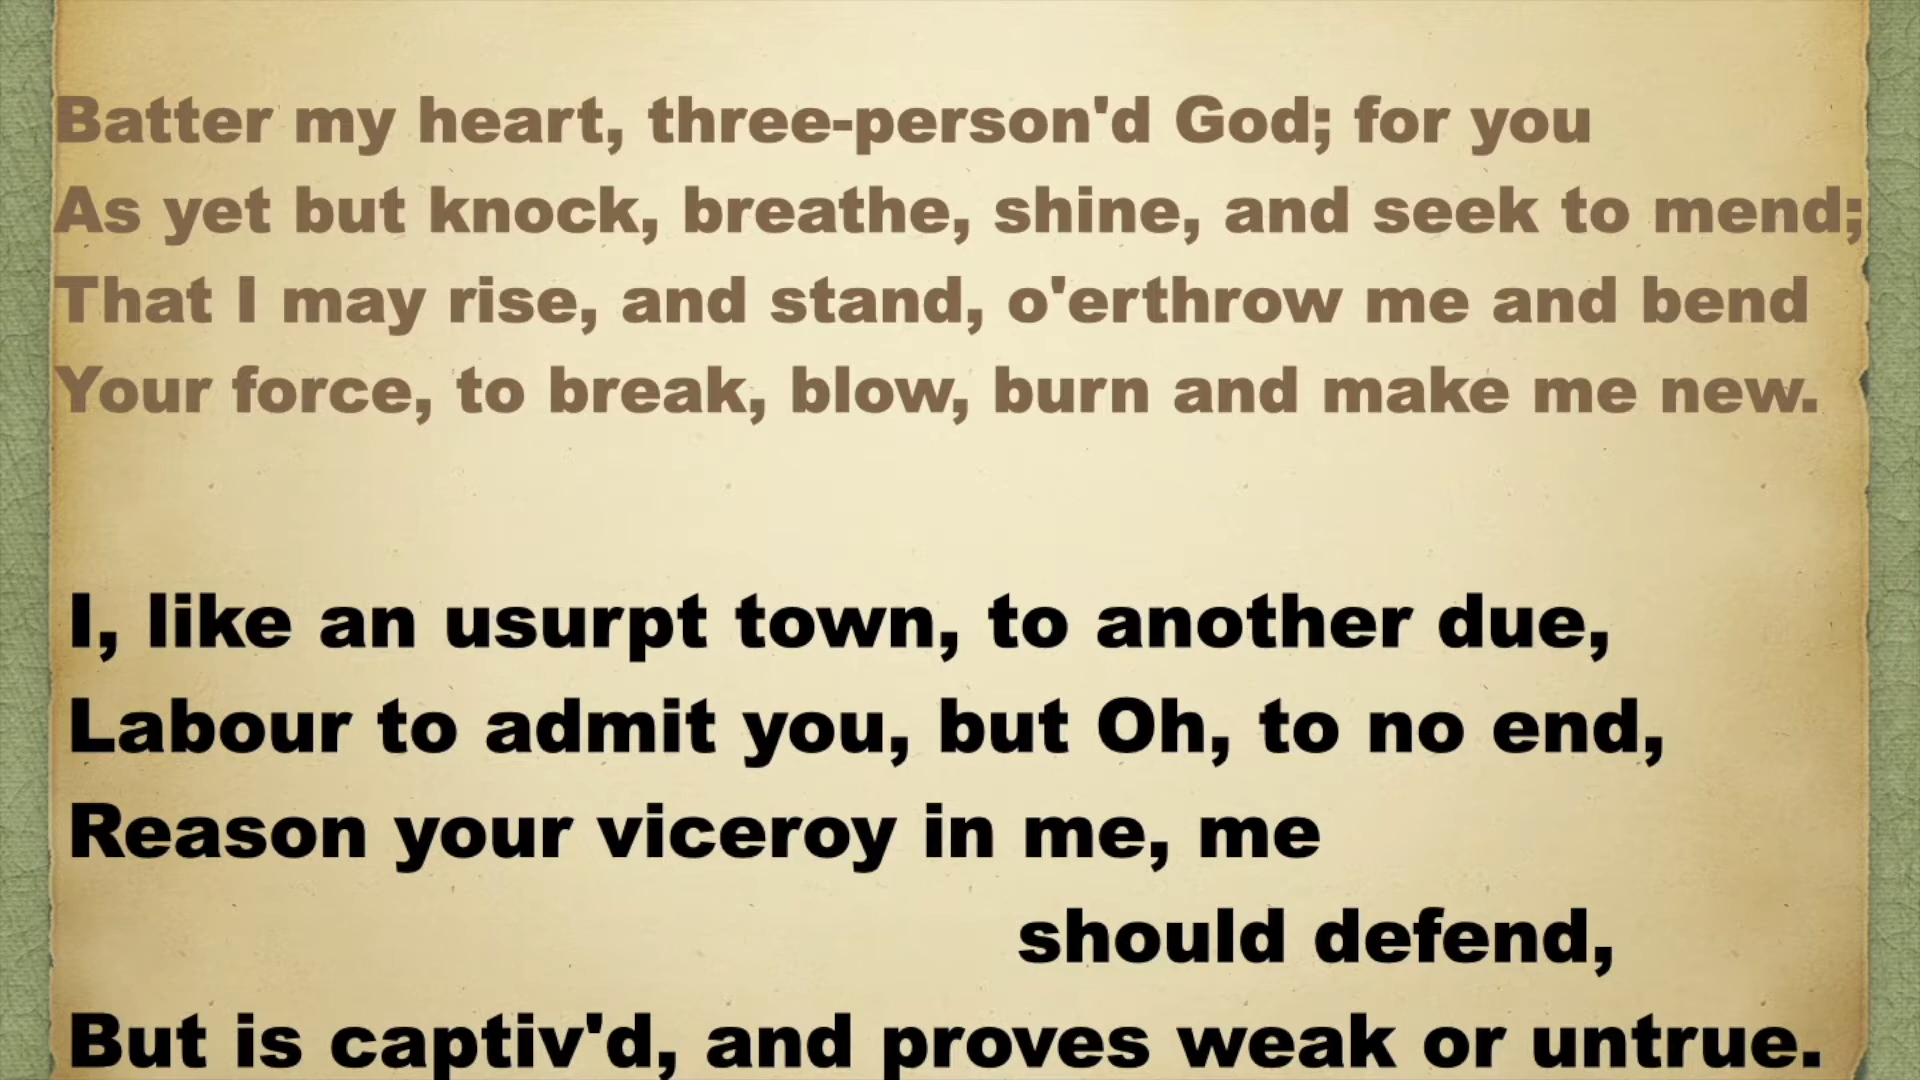 Batter my heart, three-person'd God; for you
As yet but knock, breathe, shine, and seek to mend;
That I may rise, and stand, o'erthrow me and bend
Your force, to break, blow, burn and make me new.
I, like an usurpt town, to another due,
Labour to admit you, but Oh, to no end,
Reason your viceroy in me, me
should defend,
But is captiv'd, and proves weak or untrue.